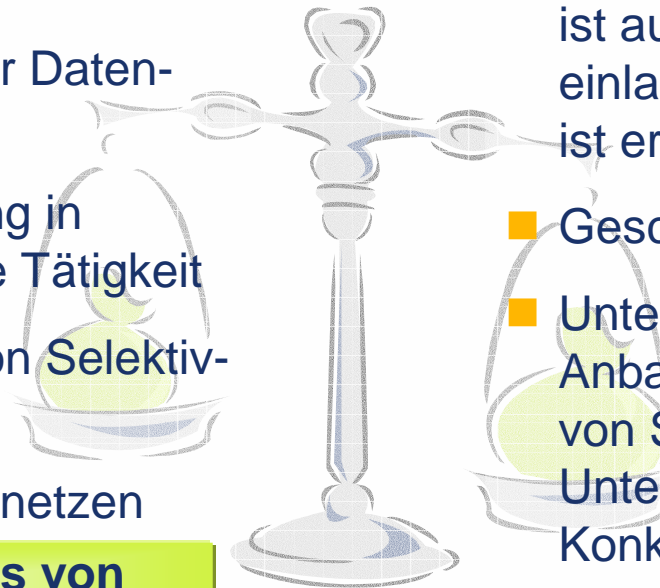 r Daten-
ng in
e Tätigkeit
on Selektiv-
netzen
s von
ist au
einla
ist er
Gesc
Unte
Anba
von S
Unte
Konk